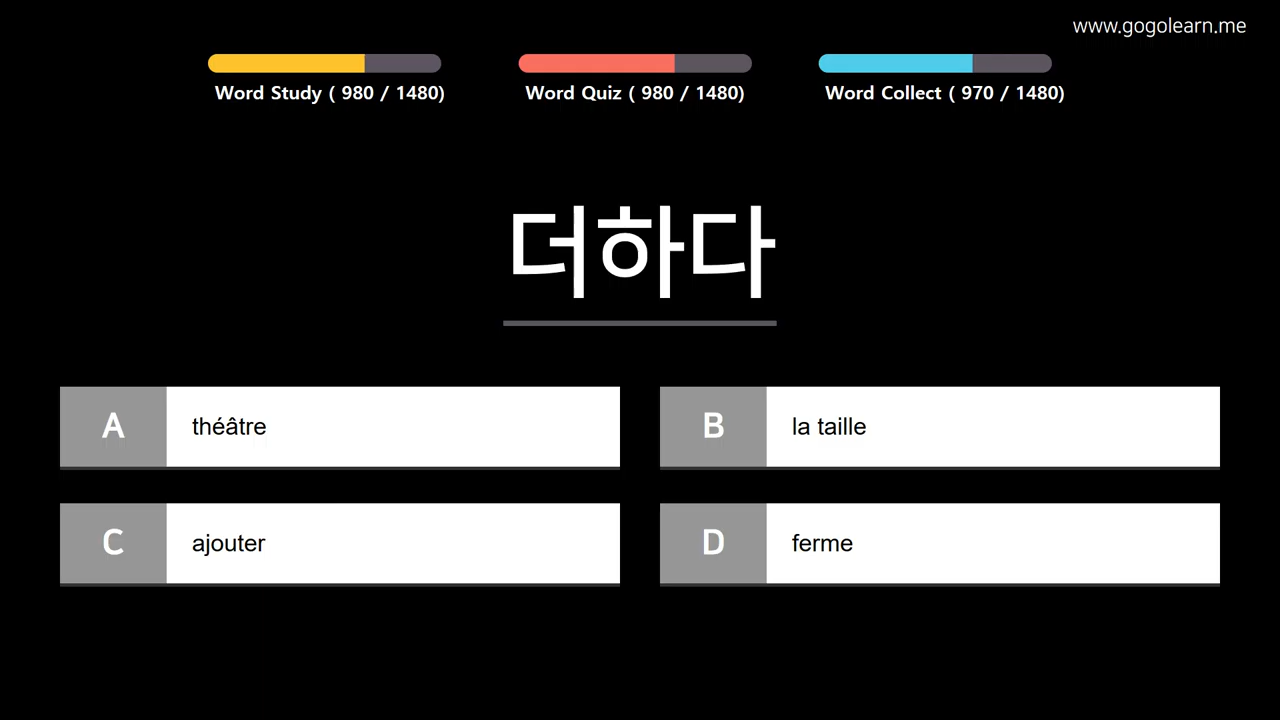 www.gogolearn.me
Word Study ( 980 / 1480)
Word Quiz ( 980 / 1480)
Word Collect ( 970 / 1480)
더하다
A théâtre
B la taille
C ajouter
D ferme